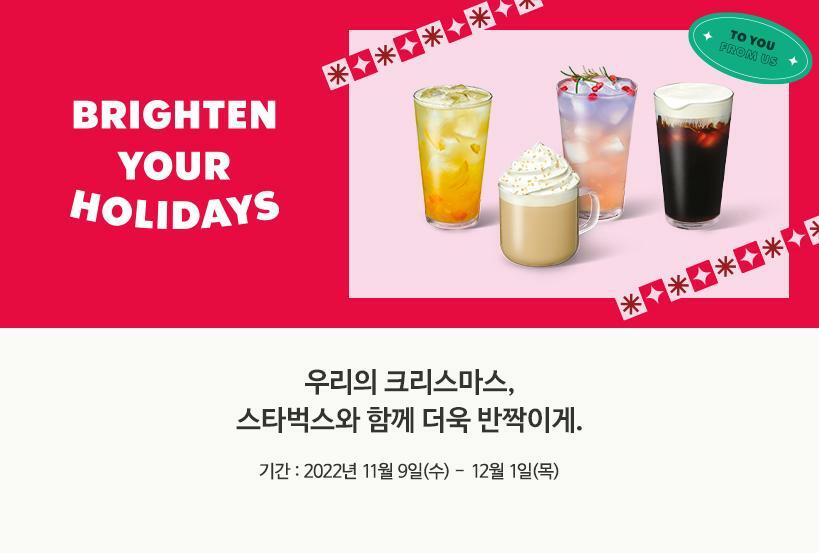 BRIGHTEN
YOUR
HOLIDAYS
TO YOU
FROM US
우리의 크리스마스,
스타벅스와 함께 더욱 반짝이게.
기간 : 2022년 11월 9일(수) - 12월 1일(목)